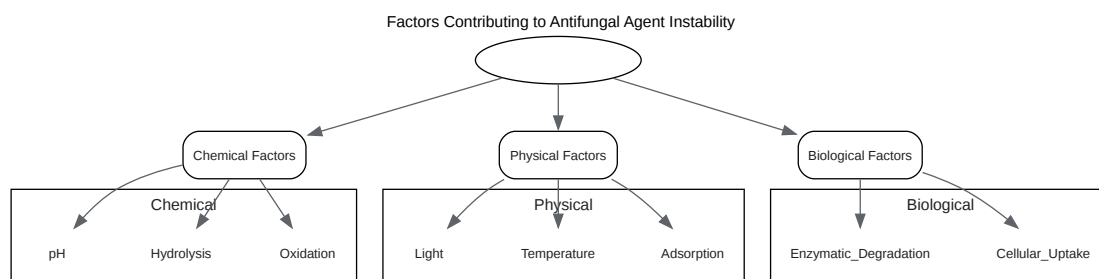 Factors Contributing to Antifungal Agent Instability
Chemical Factors
Physical Factors
Biological Factors
Chemical
Physical
Biological
pH
Hydrolysis
Oxidation
Light
Temperature
Adsorption
Enzymatic_Degradation
Cellular_Uptake